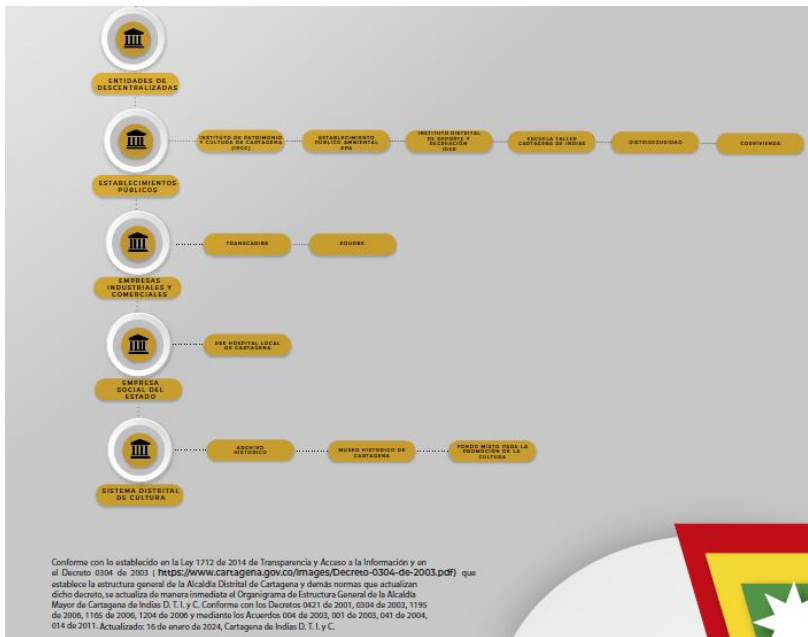 ENTIDADES DE
DESCENTRALIZADAS
ESTABLECIMIENTOS
PÚBLICOS
INSTITUTO DE PATRIMONIO
Y CULTURA DE CARTAGENA
(IPCC)
ESTABLECIMIENTO
PÚBLICO AMBIENTAL
EPA
INSTITUTO DISTRITAL
DE DEPORTE Y
RECREACIÓN
IDER
ESCUELA TALLER
CARTAGENA DE INDIAS
DISTRISEGURIDAD
CORVIVIENDA
EMPRESAS
INDUSTRIALES Y
COMERCIALES
TRANSCARIBE
EDURBE
EMPRESA
SOCIAL DEL
ESTADO
ESE HOSPITAL LOCAL
DE CARTAGENA
SISTEMA DISTRITAL
DE CULTURA
ARCHIVO
HISTORICO
MUSEO HISTORICO DE
CARTAGENA
FONDO MIXTO PARA LA
PROMOCIÓN DE LA
CULTURA
Conforme con lo establecido en la Ley 1712 de 2014 de Transparencia y Acceso a la Información y en
el Decreto 0304 de 2003 ( https://www.cartagena.gov.co/Images/Decreto-0304-de-2003.pdf) que
establece la estructura general de la Alcaldía Distrital de Cartagena y demás normas que actualizan
dicho decreto, se actualiza de manera inmediata el Organigrama de Estructura General de la Alcaldía
Mayor de Cartagena de Indias D. T. I. y C. Conforme con los Decretos 0421 de 2001, 0304 de 2003, 1195
de 2006, 1165 de 2006, 1204 de 2006 y mediante los Acuerdos 004 de 2003, 001 de 2003, 041 de 2004,
014 de 2011. Actualizado: 16 de enero de 2024, Cartagena de Indias D. T. I. y C.